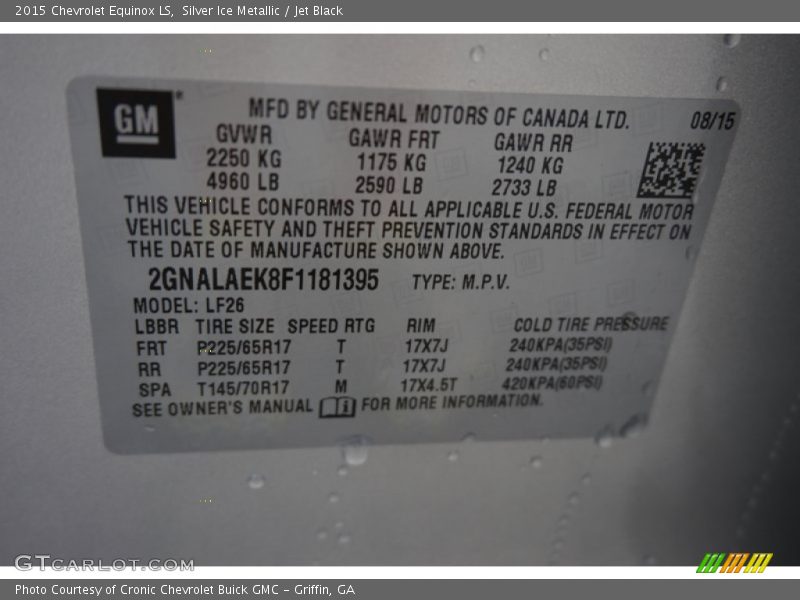 2015 Chevrolet Equinox LS, Silver Ice Metallic / Jet Black
GM
MFD BY GENERAL MOTORS OF CANADA LTD. 08/15
GVWR GAWR FRT GAWR RR
2250 KG 1175 KG 1240 KG
4960 LB 2590 LB 2733 LB
THIS VEHICLE CONFORMS TO ALL APPLICABLE U.S. FEDERAL MOTOR
VEHICLE SAFETY AND THEFT PREVENTION STANDARDS IN EFFECT ON
THE DATE OF MANUFACTURE SHOWN ABOVE.
2GNALAEK8F1181395 TYPE: M.P.V.
MODEL: LF26
LBBR TIRE SIZE SPEED RTG RIM COLD TIRE PRESSURE
FRT P225/65R17 T 17X7J 240KPA(35PSI)
RR P225/65R17 T 17X7J 240KPA(35PSI)
SPA T145/70R17 M 17X4.5T 420KPA(60PSI)
SEE OWNER'S MANUAL FOR MORE INFORMATION.
GTCARLOT.COM
Photo Courtesy of Cronic Chevrolet Buick GMC - Griffin, GA